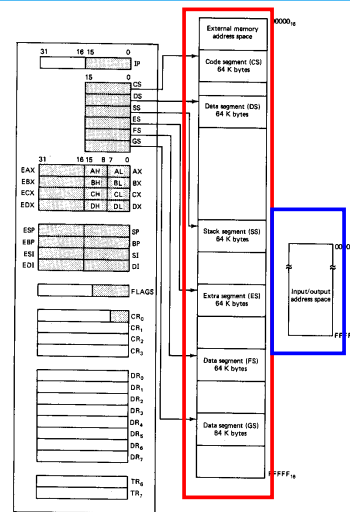 External memory
address space
00000₁₆
31 16 15 0
IP
Code segment (CS)
64 K bytes
15 0
CS
DS
SS
ES
FS
GS
Data segment (DS)
64 K bytes
31 16 15 8 7 0
EAX AH AL AX
EBX BH BL BX
ECX CH CL CX
EDX DH DL DX
ESP SP
EBP BP
ESI SI
EDI DI
Stack segment (SS)
64 K bytes
FLAGS
Extra segment (ES)
64 K bytes
Input/output
address space
CR₀
CR₁
CR₂
CR₃
Data segment (FS)
64 K bytes
DR₀
DR₁
DR₂
DR₃
DR₄
DR₅
DR₆
DR₇
Data segment (GS)
64 K bytes
FFFFF₁₆
TR₆
TR₇